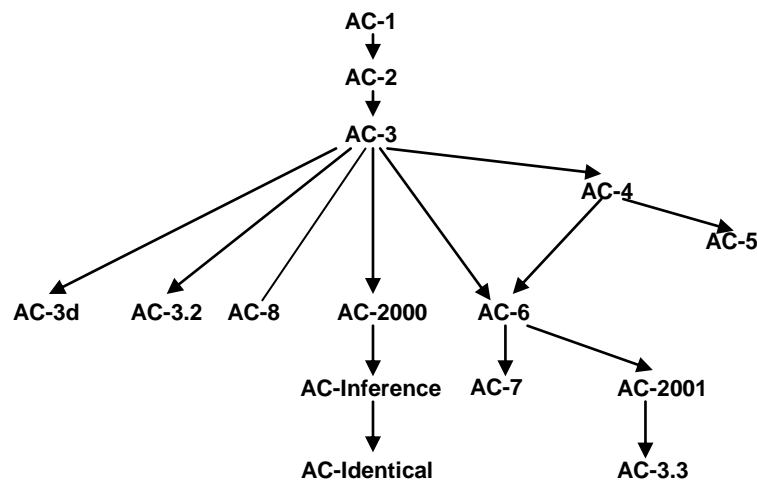 AC-1
AC-2
AC-3
AC-4
AC-5
AC-3d
AC-3.2
AC-8
AC-2000
AC-6
AC-Inference
AC-7
AC-2001
AC-Identical
AC-3.3